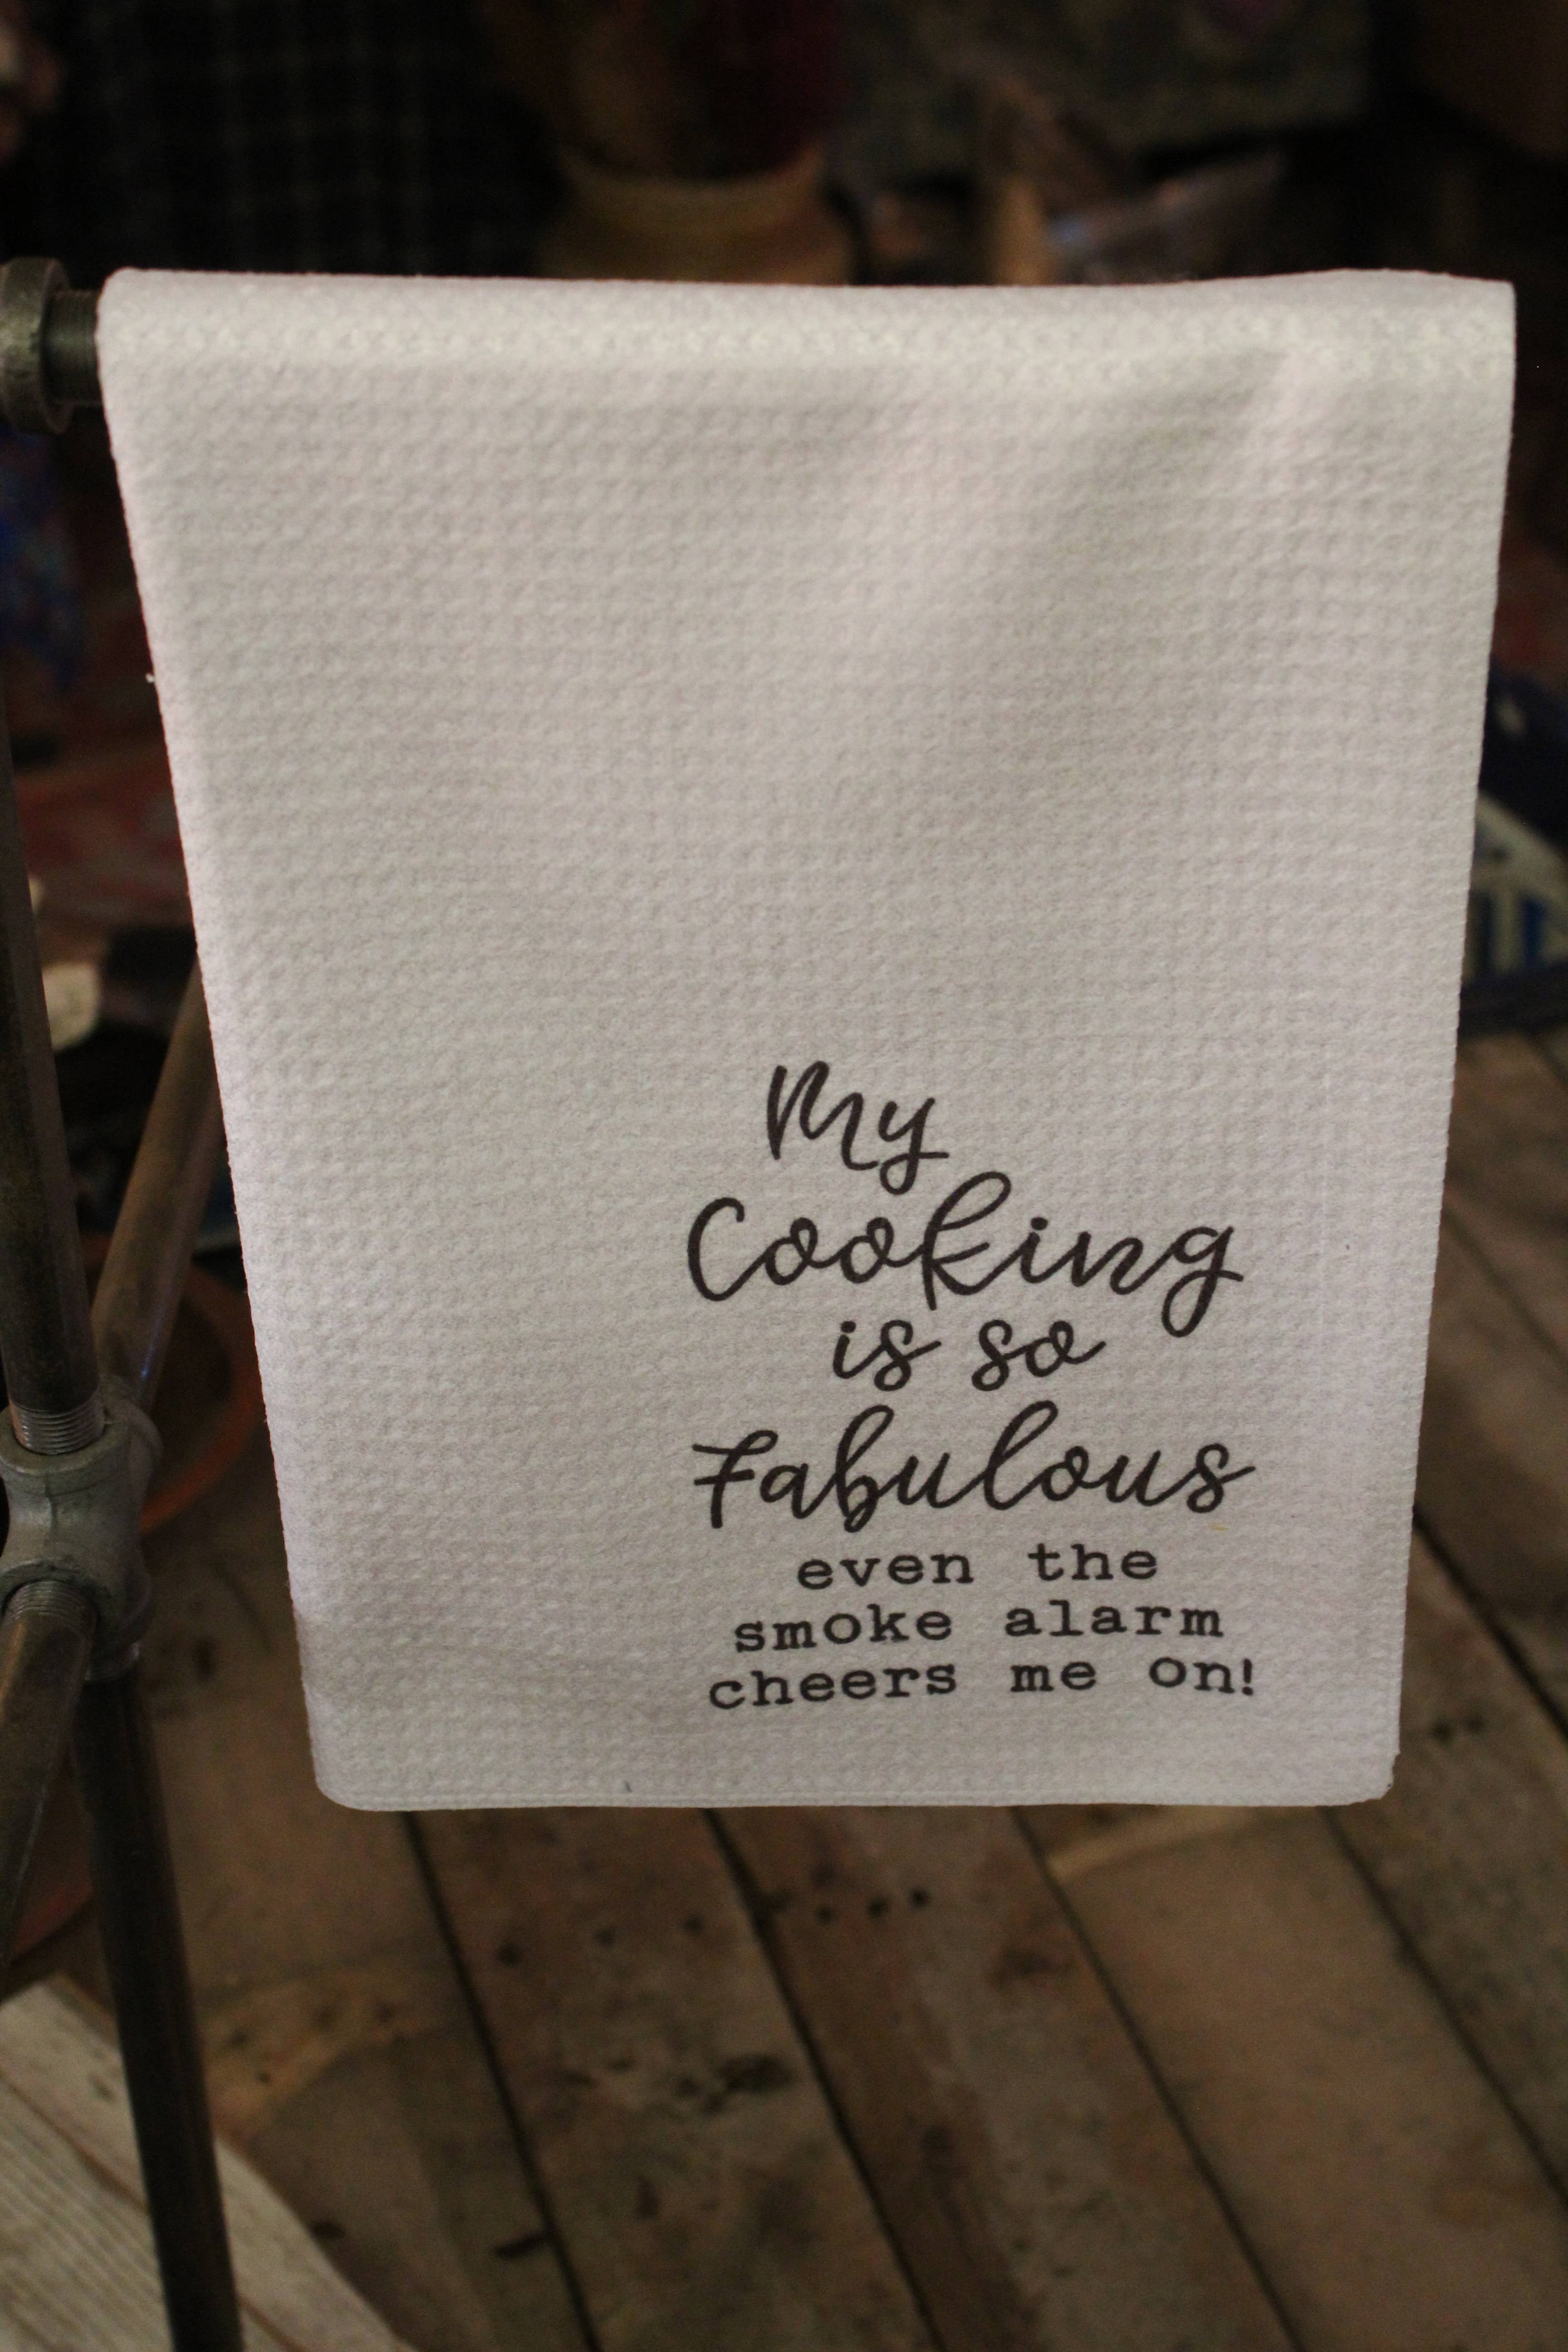 My
Cooking
is so
Fabulous
even the
smoke alarm
cheers me on!